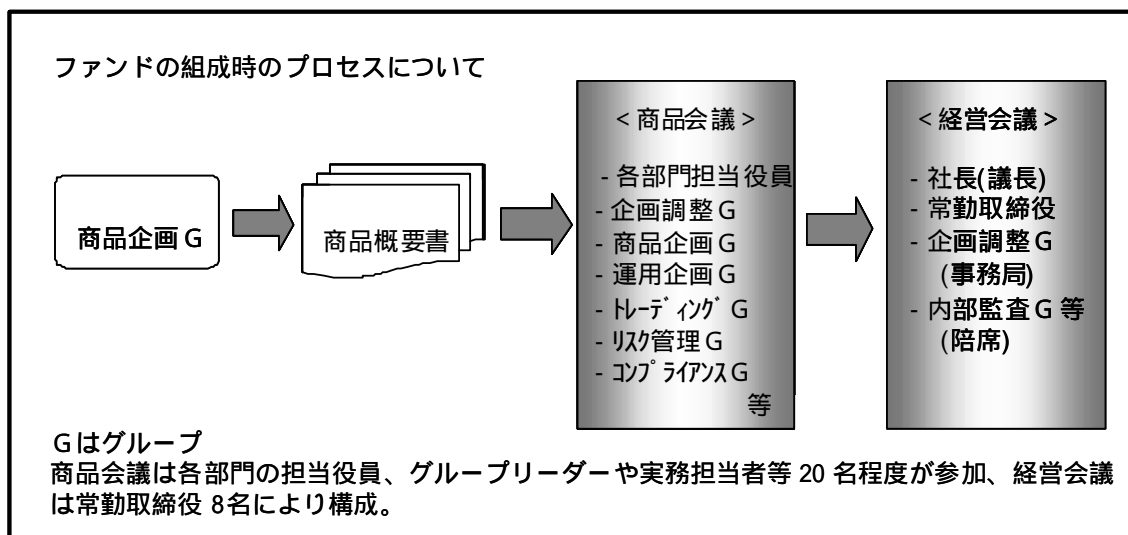 ファンドの組成時のプロセスについて
商品企画G
商品概要書
<商品会議>
- 各部門担当役員
- 企画調整G
- 商品企画G
- 運用企画G
- ﾄﾚｰﾃﾞｨﾝｸﾞG
- ﾘｽｸ管理G
- ｺﾝﾌﾟﾗｲｱﾝｽG
等
<経営会議>
- 社長(議長)
- 常勤取締役
- 企画調整G
(事務局)
- 内部監査G 等
(陪席)
Gはグループ
商品会議は各部門の担当役員、グループリーダーや実務担当者等 20 名程度が参加、経営会議
は常勤取締役 8名により構成。